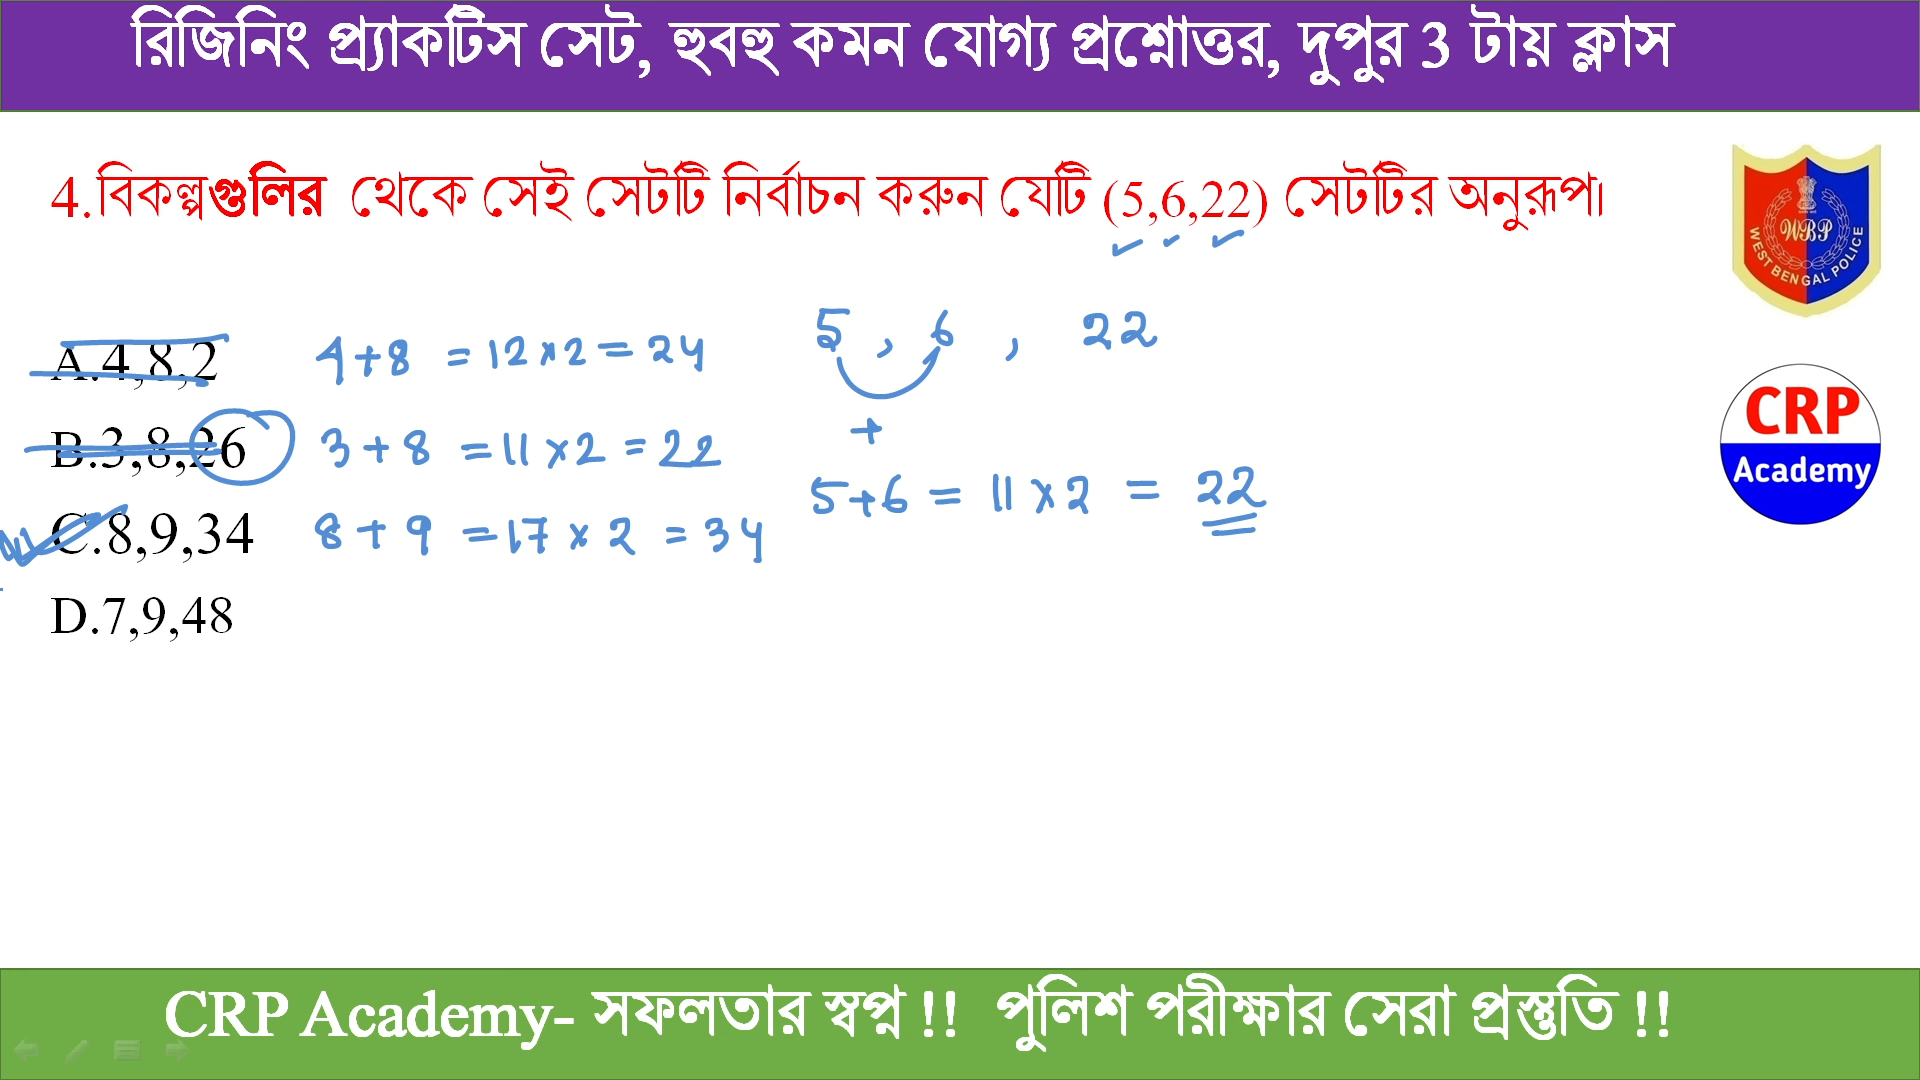 রিজিনিং প্র্যাকটিস সেট, হুবহু কমন যোগ্য প্রশ্নোত্তর, দুপুর 3 টায় ক্লাস
4.বিকল্পগুলির থেকে সেই সেটটি নির্বাচন করুন যেটি (5,6,22) সেটটির অনুরূপ।
A.4,8,2
4+8 = 12×2 = 24
5 , 6 , 22
+
B.3,8,26
3+8 = 11×2 = 22
5+6 = 11×2 = 22
C.8,9,34
8+9 = 17×2 = 34
D.7,9,48
WBP
WEST BENGAL POLICE
CRP
Academy
CRP Academy- সফলতার স্বপ্ন !! পুলিশ পরীক্ষার সেরা প্রস্তুতি !!